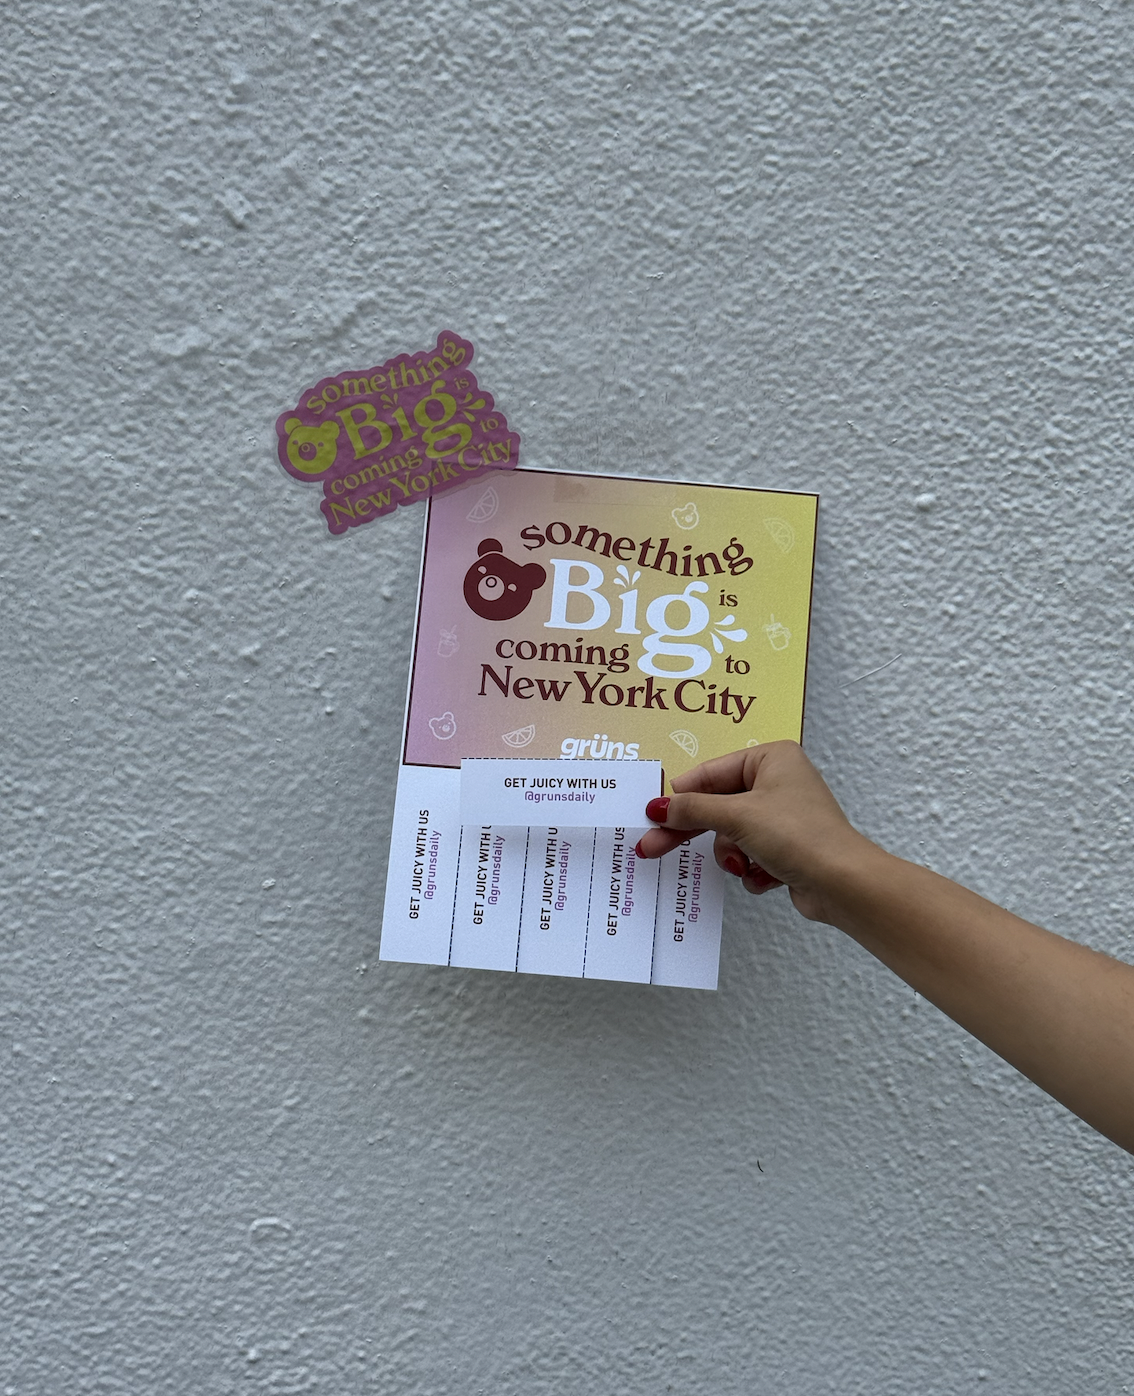 something
is
Big
to
coming
New York City
something
Big
is
coming
to
New York City
grüns
GET JUICY WITH US
@grunsdaily
GET JUICY WITH US
@grunsdaily
GET JUICY WITH U
@grunsdaily
GET JUICY WITH U
@grunsdaily
GET JUICY WITH US
@grunsdaily
GET JUICY WITH U
@grunsdaily